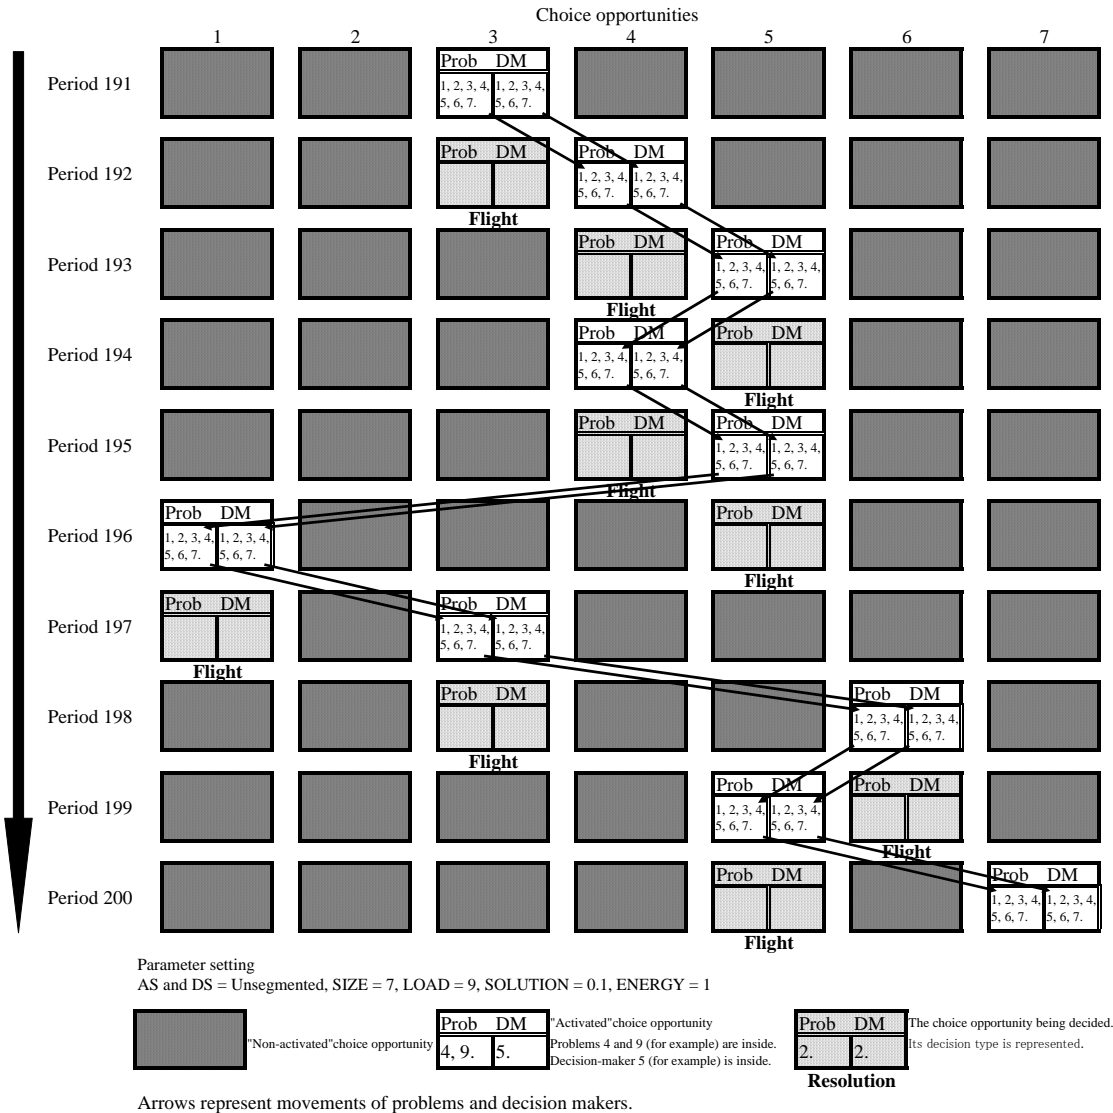 Choice opportunities
1 2 3 4 5 6 7
Period 191
Prob DM
1, 2, 3, 4, 1, 2, 3, 4,
5, 6, 7. 5, 6, 7.
Period 192
Prob DM Prob DM
1, 2, 3, 4, 1, 2, 3, 4,
5, 6, 7. 5, 6, 7.
Flight
Period 193
Prob DM Prob DM
1, 2, 3, 4, 1, 2, 3, 4,
5, 6, 7. 5, 6, 7.
Flight
Period 194
Prob DM Prob DM
1, 2, 3, 4, 1, 2, 3, 4,
5, 6, 7. 5, 6, 7.
Flight
Period 195
Prob DM Prob DM
1, 2, 3, 4, 1, 2, 3, 4,
5, 6, 7. 5, 6, 7.
Flight
Period 196
Prob DM Prob DM
1, 2, 3, 4, 1, 2, 3, 4,
5, 6, 7. 5, 6, 7.
Flight
Period 197
Prob DM Prob DM
1, 2, 3, 4, 1, 2, 3, 4,
5, 6, 7. 5, 6, 7.
Flight
Period 198
Prob DM Prob DM
1, 2, 3, 4, 1, 2, 3, 4,
5, 6, 7. 5, 6, 7.
Flight
Period 199
Prob DM Prob DM
1, 2, 3, 4, 1, 2, 3, 4,
5, 6, 7. 5, 6, 7.
Flight
Period 200
Prob DM Prob DM
1, 2, 3, 4, 1, 2, 3, 4,
5, 6, 7. 5, 6, 7.
Flight
Parameter setting
AS and DS = Unsegmented, SIZE = 7, LOAD = 9, SOLUTION = 0.1, ENERGY = 1
"Non-activated"choice opportunity
Prob DM
4, 9. 5.
"Activated"choice opportunity
Problems 4 and 9 (for example) are inside.
Decision-maker 5 (for example) is inside.
Prob DM
2. 2.
Resolution
The choice opportunity being decided.
Its decision type is represented.
Arrows represent movements of problems and decision makers.